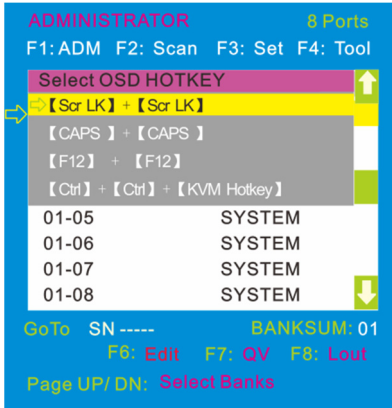 ADMINISTRATOR 8 Ports
F1: ADM F2: Scan F3: Set F4: Tool
Select OSD HOTKEY
【Scr LK】+【Scr LK】
【CAPS 】+【CAPS 】
【F12】 + 【F12】
【Ctrl】+【Ctrl】+【KVM Hotkey】
01-05 SYSTEM
01-06 SYSTEM
01-07 SYSTEM
01-08 SYSTEM
GoTo SN ----- BANKSUM: 01
F6: Edit F7: QV F8: Lout
Page UP/ DN: Select Banks